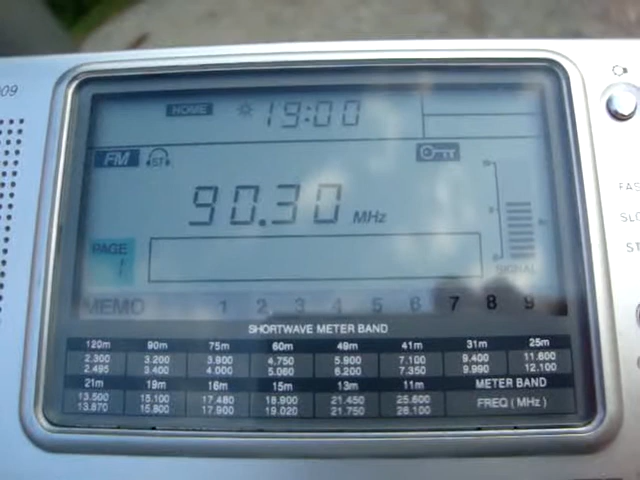 009
HOME 19:00
FM ST
90.30 MHz
PAGE
1
SIGNAL
MEMO 1 2 3 4 5 6 7 8 9
SHORTWAVE METER BAND
120m 90m 75m 60m 49m 41m 31m 25m
2.300 3.200 3.900 4.750 5.900 7.100 9.400 11.600
2.495 3.400 4.000 5.060 6.200 7.350 9.990 12.100
21m 19m 16m 15m 13m 11m METER BAND
13.500 15.100 17.480 18.900 21.450 25.600 FREQ ( MHz )
13.870 15.800 17.900 19.020 21.750 26.100
FAS
SLO
ST